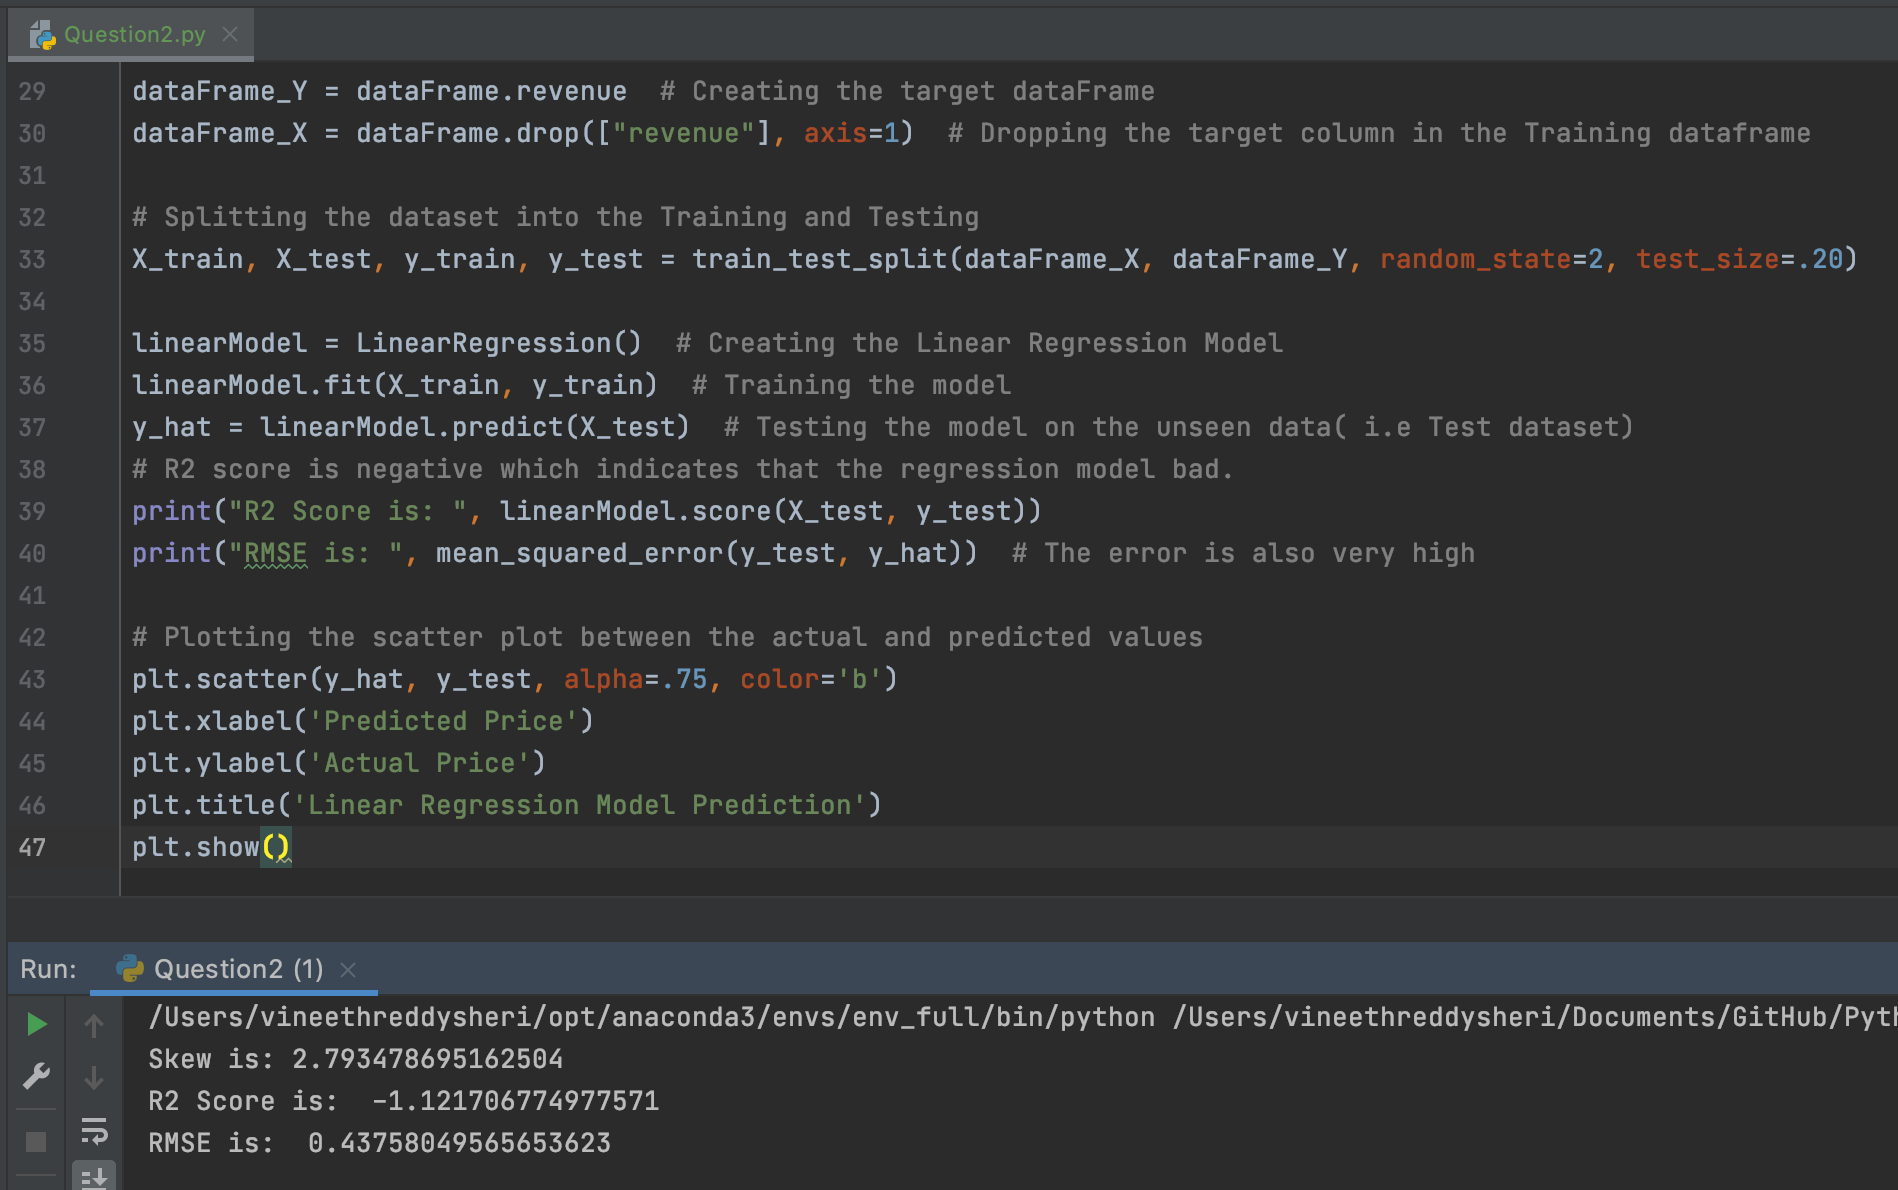 Question2.py
29 dataFrame_Y = dataFrame.revenue  # Creating the target dataFrame
30 dataFrame_X = dataFrame.drop(["revenue"], axis=1)  # Dropping the target column in the Training dataframe
31
32 # Splitting the dataset into the Training and Testing
33 X_train, X_test, y_train, y_test = train_test_split(dataFrame_X, dataFrame_Y, random_state=2, test_size=.20)
34
35 linearModel = LinearRegression()  # Creating the Linear Regression Model
36 linearModel.fit(X_train, y_train)  # Training the model
37 y_hat = linearModel.predict(X_test)  # Testing the model on the unseen data( i.e Test dataset)
38 # R2 score is negative which indicates that the regression model bad.
39 print("R2 Score is: ", linearModel.score(X_test, y_test))
40 print("RMSE is: ", mean_squared_error(y_test, y_hat))  # The error is also very high
41
42 # Plotting the scatter plot between the actual and predicted values
43 plt.scatter(y_hat, y_test, alpha=.75, color='b')
44 plt.xlabel('Predicted Price')
45 plt.ylabel('Actual Price')
46 plt.title('Linear Regression Model Prediction')
47 plt.show()
Run: Question2 (1)
/Users/vineethreddysheri/opt/anaconda3/envs/env_full/bin/python /Users/vineethreddysheri/Documents/GitHub/Pyth
Skew is: 2.793478695162504
R2 Score is:  -1.121706774977571
RMSE is:  0.43758049565653623